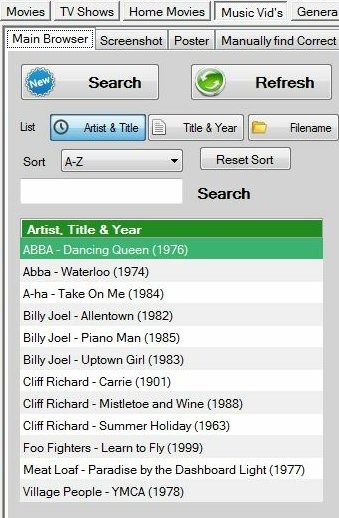 Movies TV Shows Home Movies Music Vid's Genera
Main Browser Screenshot Poster Manually find Correct
New Search Refresh
List Artist & Title Title & Year Filename
Sort A-Z Reset Sort
Search
Artist, Title & Year
ABBA - Dancing Queen (1976)
Abba - Waterloo (1974)
A-ha - Take On Me (1984)
Billy Joel - Allentown (1982)
Billy Joel - Piano Man (1985)
Billy Joel - Uptown Girl (1983)
Cliff Richard - Carrie (1901)
Cliff Richard - Mistletoe and Wine (1988)
Cliff Richard - Summer Holiday (1963)
Foo Fighters - Learn to Fly (1999)
Meat Loaf - Paradise by the Dashboard Light (1977)
Village People - YMCA (1978)